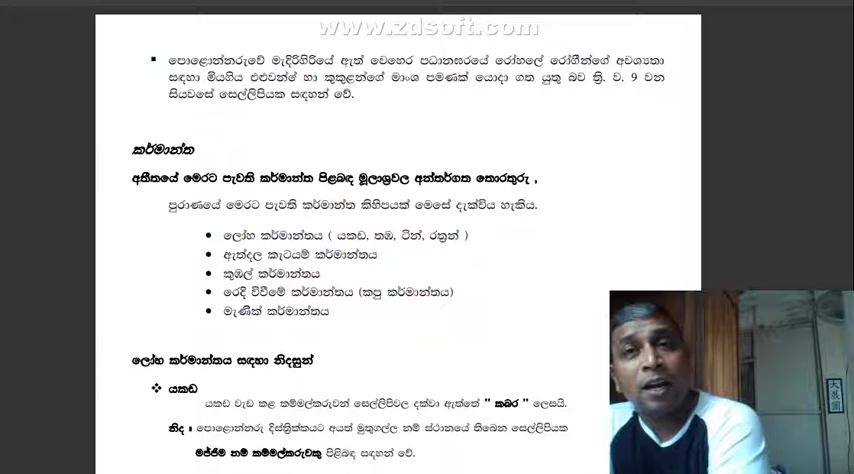 www.zdsoft.com
▪ පොළොන්නරුවේ මැදිරිගිරියේ ඇත් වෙහෙර පධානඝරයේ රෝහලේ රෝගීන්ගේ අවශ්‍යතා
සඳහා මියගිය එළුවන්ගේ හා කුකුළන්ගේ මාංශ පමණක් යොදා ගත යුතු බව ක්‍රි. ව. 9 වන
සියවසේ සෙල්ලිපියක සඳහන් වේ.
කර්මාන්ත
අතීතයේ මෙරට පැවති කර්මාන්ත පිළිබඳ මූලාශ්‍රවල අන්තර්ගත තොරතුරු ,
පුරාණයේ මෙරට පැවති කර්මාන්ත කිහිපයක් මෙසේ දැක්විය හැකිය.
• ලෝහ කර්මාන්තය ( යකඩ, තඹ, ටින්, රත්‍රන් )
• ඇත්දල කැටයම් කර්මාන්තය
• කුඹල් කර්මාන්තය
• රෙදි විවීමේ කර්මාන්තය (කපු කර්මාන්තය)
• මැණික් කර්මාන්තය
ලෝහ කර්මාන්තය සඳහා නිදසුන්
❖ යකඩ
යකඩ වැඩ කළ කම්මල්කරුවන් සෙල්ලිපිවල දක්වා ඇත්තේ " කබර " ලෙසයි.
නිද : පොළොන්නරු දිස්ත්‍රික්කයට අයත් මුතුගල්ල නම් ස්ථානයේ තිබෙන සෙල්ලිපියක
මජ්ජිම නම් කම්මල්කරුවකු පිළිබඳ සඳහන් වේ.
大展圖